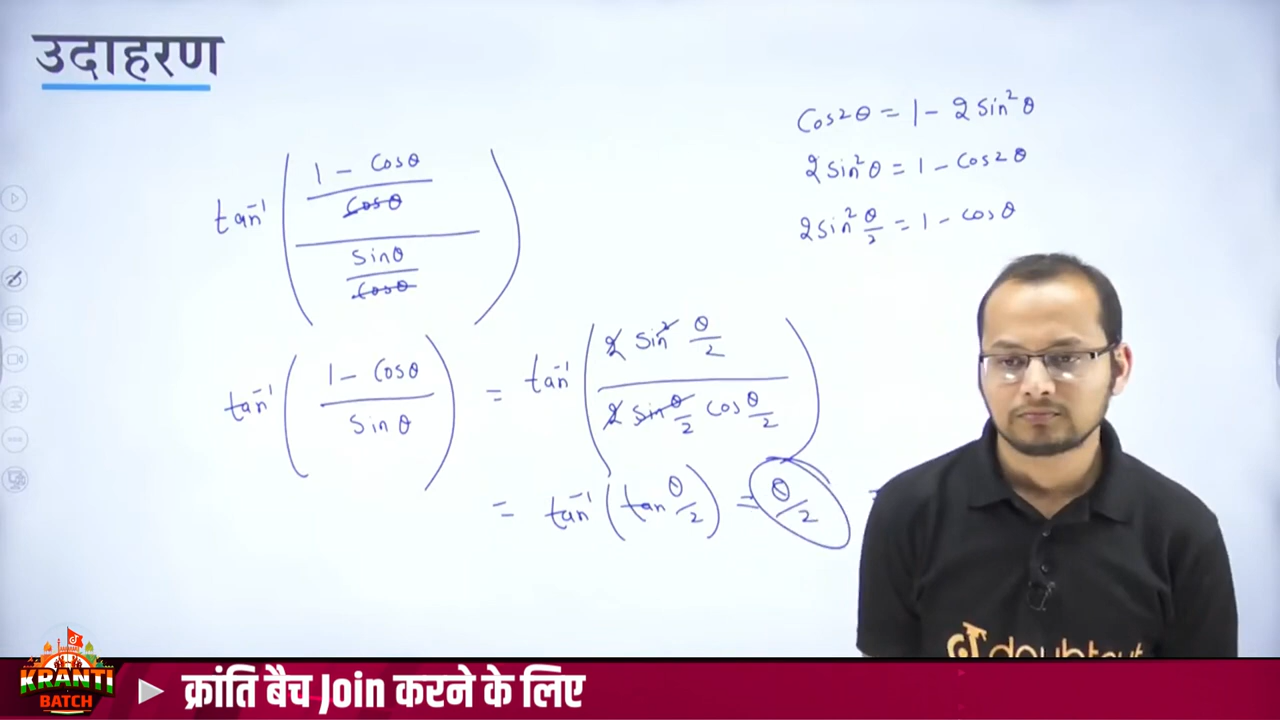 उदाहरण
cos2θ = 1 - 2 sin²θ
2 sin²θ = 1 - cos2θ
2 sin² θ/2 = 1 - cosθ
tan⁻¹ ( (1 - cosθ / cosθ) / (sinθ / cosθ) )
tan⁻¹ ( 1 - cosθ / sinθ ) = tan⁻¹ ( 2 sin² θ/2 / 2 sin θ/2 cos θ/2 )
= tan⁻¹ ( tan θ/2 ) = θ/2 =
doubtnut
KRANTI
BATCH
क्रांति बैच Join करने के लिए